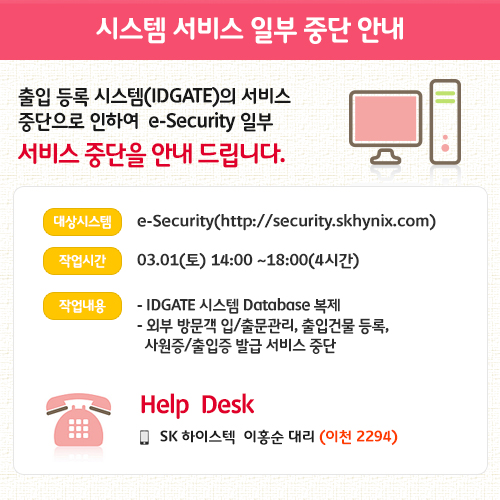 시스템 서비스 일부 중단 안내
출입 등록 시스템(IDGATE)의 서비스
중단으로 인하여 e-Security 일부
서비스 중단을 안내 드립니다.
대상시스템 e-Security(http://security.skhynix.com)
작업시간 03.01(토) 14:00 ~18:00(4시간)
작업내용 - IDGATE 시스템 Database 복제
- 외부 방문객 입/출문관리, 출입건물 등록,
사원증/출입증 발급 서비스 중단
Help Desk
SK 하이스텍 이홍순 대리 (이천 2294)